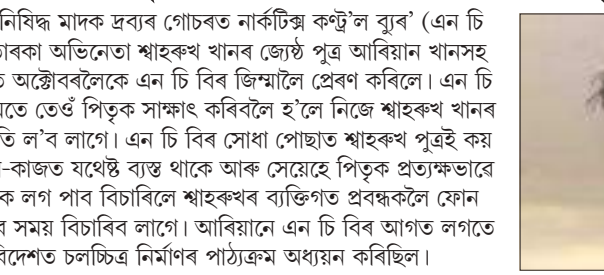 নিষিদ্ধ মাদক দ্ৰব্যৰ গোচৰত নাৰ্কটিক্স কণ্ট্ৰ'ল ব্যুৰ' (এন চি
তাৰকা অভিনেতা শ্বাহৰুখ খানৰ জ্যেষ্ঠ পুত্ৰ আৰিয়ান খানসহ
অক্টোবৰলৈকে এন চি বিৰ জিম্মালৈ প্ৰেৰণ কৰিলে। এন চি
মতে তেওঁ পিতৃক সাক্ষাৎ কৰিবলৈ হ'লে নিজে শ্বাহৰুখ খানৰ
তি ল'ব লাগে। এন চি বিৰ সোধা পোছাত শ্বাহৰুখ পুত্ৰই কয়
-কাজত যথেষ্ট ব্যস্ত থাকে আৰু সেয়েহে পিতৃক প্ৰত্যক্ষভাৱে
ক লগ পাব বিচাৰিলে শ্বাহৰুখৰ ব্যক্তিগত প্ৰবন্ধকলৈ ফোন
ৰ সময় বিচাৰিব লাগে। আৰিয়ানে এন চি বিৰ আগত লগতে
বিদেশত চলচ্চিত্ৰ নিৰ্মাণৰ পাঠ্যক্ৰম অধ্যয়ন কৰিছিল।